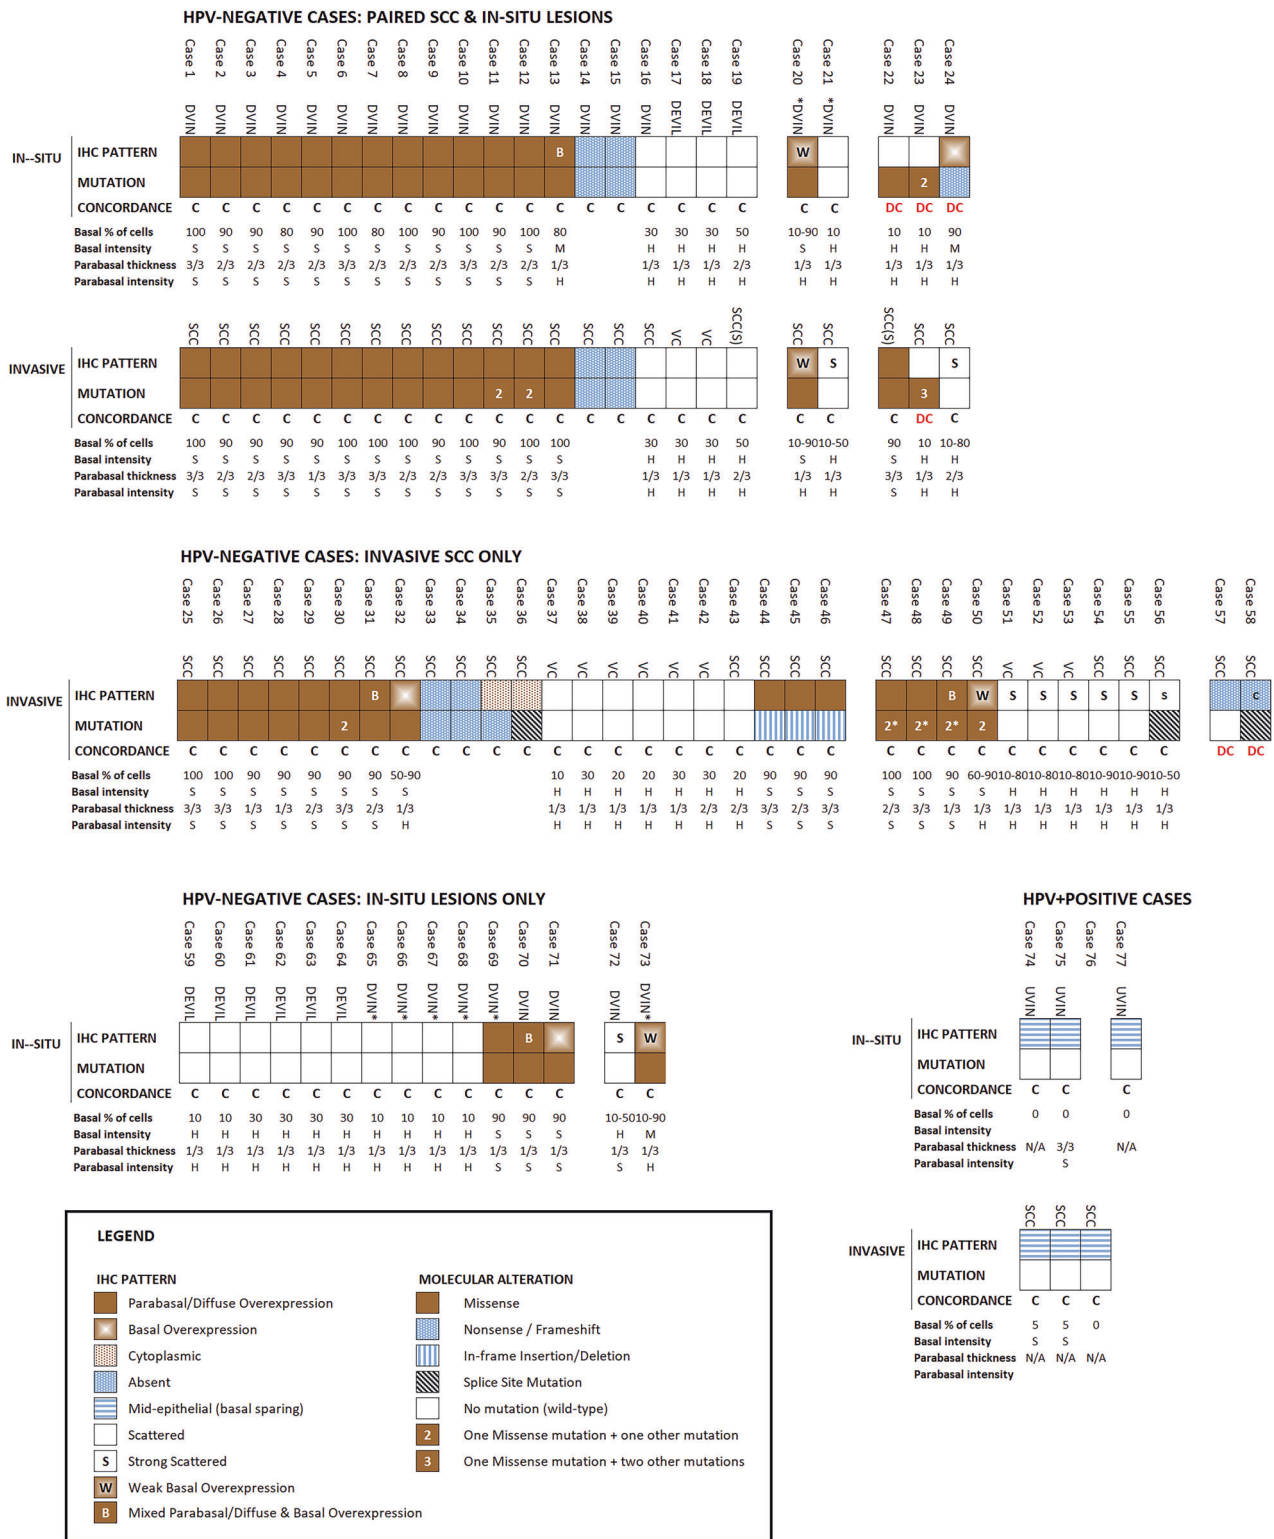 HPV-NEGATIVE CASES: PAIRED SCC & IN-SITU LESIONS
Case 1 Case 2 Case 3 Case 4 Case 5 Case 6 Case 7 Case 8 Case 9 Case 10 Case 11 Case 12 Case 13 Case 14 Case 15 Case 16 Case 17 Case 18 Case 19 Case 20 Case 21 Case 22 Case 23 Case 24
DVIN DVIN DVIN DVIN DVIN DVIN DVIN DVIN DVIN DVIN DVIN DVIN DVIN DVIN DVIN DVIN DEVIL DEVIL DEVIL *DVIN *DVIN DVIN DVIN DVIN
IN--SITU IHC PATTERN B W
MUTATION 2
CONCORDANCE C C C C C C C C C C C C C C C C C C C C C DC DC DC
Basal % of cells 100 90 90 80 90 100 80 100 90 100 90 100 80 30 30 30 50 10-90 10 10 10 90
Basal intensity S S S S S S S S S S S S M H H H H S H H H M
Parabasal thickness 3/3 2/3 2/3 2/3 2/3 3/3 2/3 2/3 2/3 3/3 2/3 2/3 1/3 1/3 1/3 1/3 2/3 1/3 1/3 1/3 1/3 1/3
Parabasal intensity S S S S S S S S S S S S H H H H H H H H H H
SCC SCC SCC SCC SCC SCC SCC SCC SCC SCC SCC SCC SCC SCC SCC SCC VC VC SCC(S) SCC SCC SCC(S) SCC SCC
INVASIVE IHC PATTERN W S S
MUTATION 2 2 3
CONCORDANCE C C C C C C C C C C C C C C C C C C C C C C DC C
Basal % of cells 100 90 90 90 90 100 100 100 90 100 90 100 100 30 30 30 50 10-90 10-50 90 10 10-80
Basal intensity S S S S S S S S S S S S S H H H H S H S H H
Parabasal thickness 3/3 2/3 2/3 3/3 1/3 3/3 3/3 2/3 2/3 3/3 2/3 3/3 3/3 1/3 1/3 1/3 2/3 1/3 1/3 3/3 1/3 2/3
Parabasal intensity S S S S S S S S S S S S S H H H H H H S H H
HPV-NEGATIVE CASES: INVASIVE SCC ONLY
Case 25 Case 26 Case 27 Case 28 Case 29 Case 30 Case 31 Case 32 Case 33 Case 34 Case 35 Case 36 Case 37 Case 38 Case 39 Case 40 Case 41 Case 42 Case 43 Case 44 Case 45 Case 46 Case 47 Case 48 Case 49 Case 50 Case 51 Case 52 Case 53 Case 54 Case 55 Case 56 Case 57 Case 58
SCC SCC SCC SCC SCC SCC SCC SCC SCC SCC SCC SCC VC VC VC VC VC VC SCC SCC SCC SCC SCC SCC SCC SCC VC VC VC SCC SCC SCC SCC SCC
INVASIVE IHC PATTERN B B W S S S S S s c
MUTATION 2 2* 2* 2* 2
CONCORDANCE C C C C C C C C C C C C C C C C C C C C C C C C C C C C C C C C DC DC
Basal % of cells 100 100 90 90 90 90 90 50-90 10 30 20 20 30 30 20 90 90 90 100 100 90 60-90 10-80 10-80 10-80 10-90 10-90 10-50
Basal intensity S S S S S S S S H H H H H H H S S S S S S S H H H H H H
Parabasal thickness 3/3 3/3 1/3 1/3 2/3 3/3 2/3 1/3 1/3 1/3 1/3 1/3 1/3 2/3 2/3 3/3 2/3 3/3 2/3 3/3 1/3 1/3 1/3 1/3 1/3 1/3 1/3 1/3
Parabasal intensity S S S S S S S H H H H H H H H S S S S S S H H H H H H H
HPV-NEGATIVE CASES: IN-SITU LESIONS ONLY
Case 59 Case 60 Case 61 Case 62 Case 63 Case 64 Case 65 Case 66 Case 67 Case 68 Case 69 Case 70 Case 71 Case 72 Case 73
DEVIL DEVIL DEVIL DEVIL DEVIL DEVIL DVIN* DVIN* DVIN* DVIN* DVIN* DVIN DVIN DVIN DVIN*
IN--SITU IHC PATTERN B S W
MUTATION
CONCORDANCE C C C C C C C C C C C C C C C
Basal % of cells 10 10 30 30 30 30 10 10 10 10 90 90 90 10-50 10-90
Basal intensity H H H H H H H H H H S S S H M
Parabasal thickness 1/3 1/3 1/3 1/3 1/3 1/3 1/3 1/3 1/3 1/3 1/3 1/3 1/3 1/3 1/3
Parabasal intensity H H H H H H H H H H S S S S H
HPV+POSITIVE CASES
Case 74 Case 75 Case 76 Case 77
UVIN UVIN UVIN
IN--SITU IHC PATTERN
MUTATION
CONCORDANCE C C C
Basal % of cells 0 0 0
Basal intensity
Parabasal thickness N/A 3/3 N/A
Parabasal intensity S
SCC SCC SCC
INVASIVE IHC PATTERN
MUTATION
CONCORDANCE C C C
Basal % of cells 5 5 0
Basal intensity S S
Parabasal thickness N/A N/A N/A
Parabasal intensity
LEGEND
IHC PATTERN
Parabasal/Diffuse Overexpression
Basal Overexpression
Cytoplasmic
Absent
Mid-epithelial (basal sparing)
Scattered
S Strong Scattered
W Weak Basal Overexpression
B Mixed Parabasal/Diffuse & Basal Overexpression
MOLECULAR ALTERATION
Missense
Nonsense / Frameshift
In-frame Insertion/Deletion
Splice Site Mutation
No mutation (wild-type)
2 One Missense mutation + one other mutation
3 One Missense mutation + two other mutations